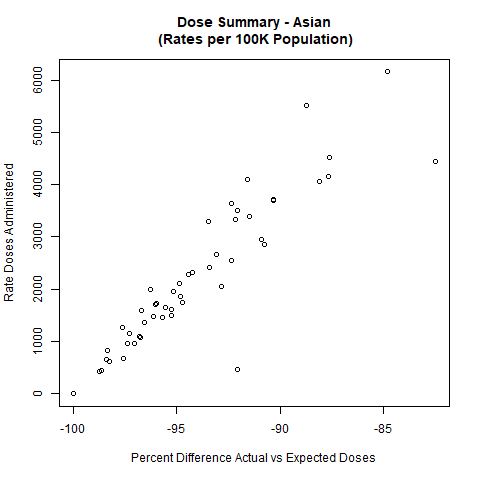 Dose Summary - Asian
(Rates per 100K Population)
Rate Doses Administered
6000
5000
4000
3000
2000
1000
0
-100
-95
-90
-85
Percent Difference Actual vs Expected Doses